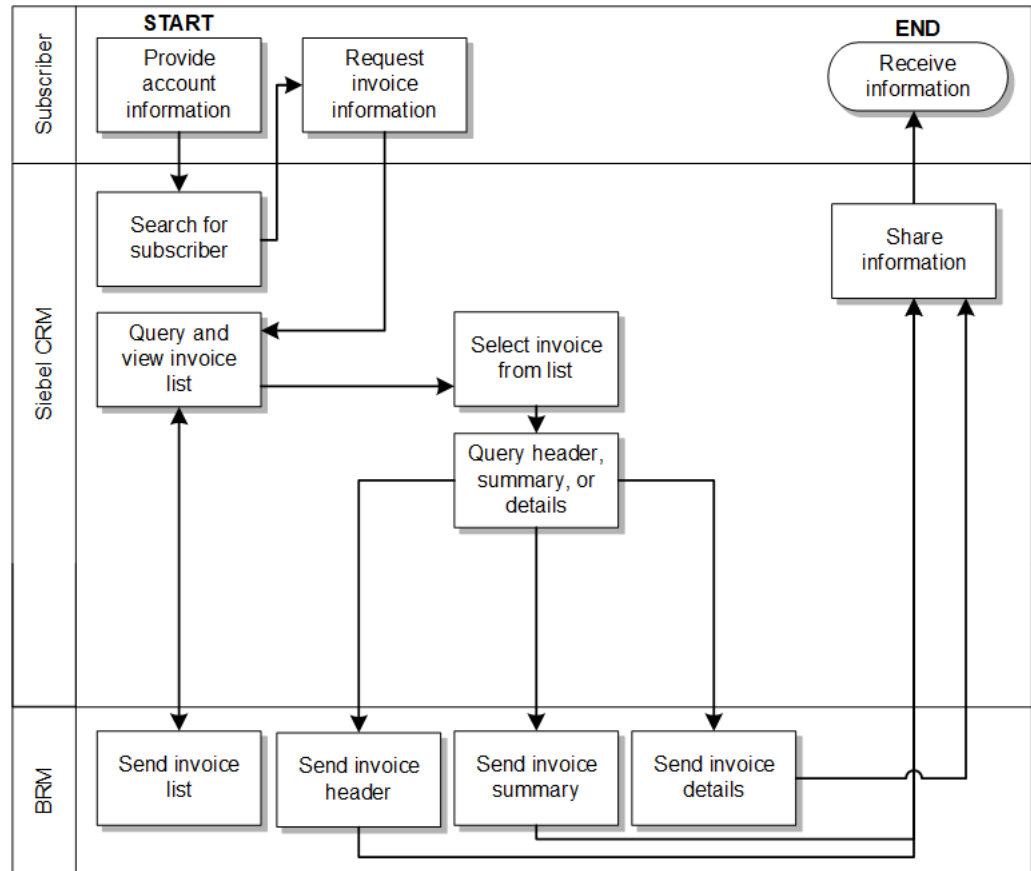 START
END
Subscriber
Provide
account
information
Request
invoice
information
Receive
information
Siebel CRM
Search for
subscriber
Share
information
Query and
view invoice
list
Select invoice
from list
Query header,
summary, or
details
BRM
Send invoice
list
Send invoice
header
Send invoice
summary
Send invoice
details